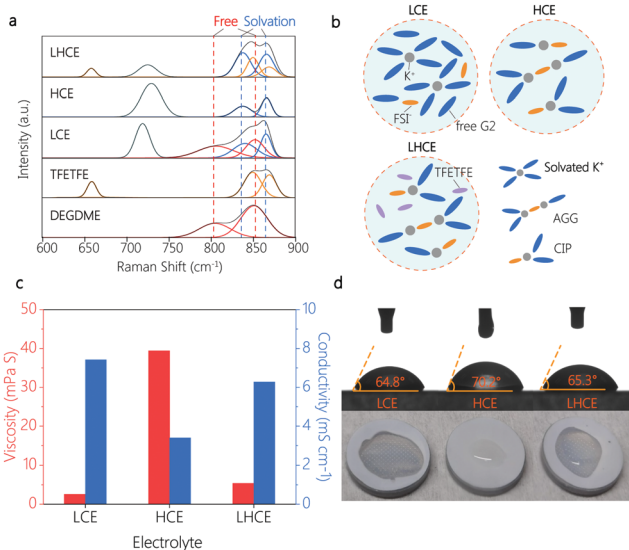 a
Free Solvation
LHCE
HCE
LCE
TFETFE
DEGDME
Intensity (a.u.)
600 650 700 750 800 850 900
Raman Shift (cm-1)
b
LCE
K+
FSI-
free G2
HCE
LHCE
TFETFE
Solvated K+
AGG
CIP
c
50
40
30
20
10
0
Viscosity (mPa S)
10
8
6
4
2
0
Conductivity (mS cm-1)
LCE HCE LHCE
Electrolyte
d
64.8°
LCE
HCE
65.3°
LHCE